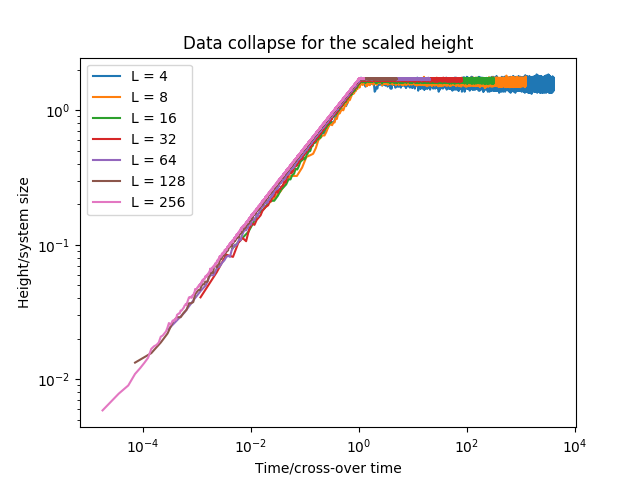 Data collapse for the scaled height
L = 4
L = 8
L = 16
L = 32
L = 64
L = 128
L = 256
Height/system size
10⁰
10⁻¹
10⁻²
10⁻⁴
10⁻²
10⁰
10²
10⁴
Time/cross-over time